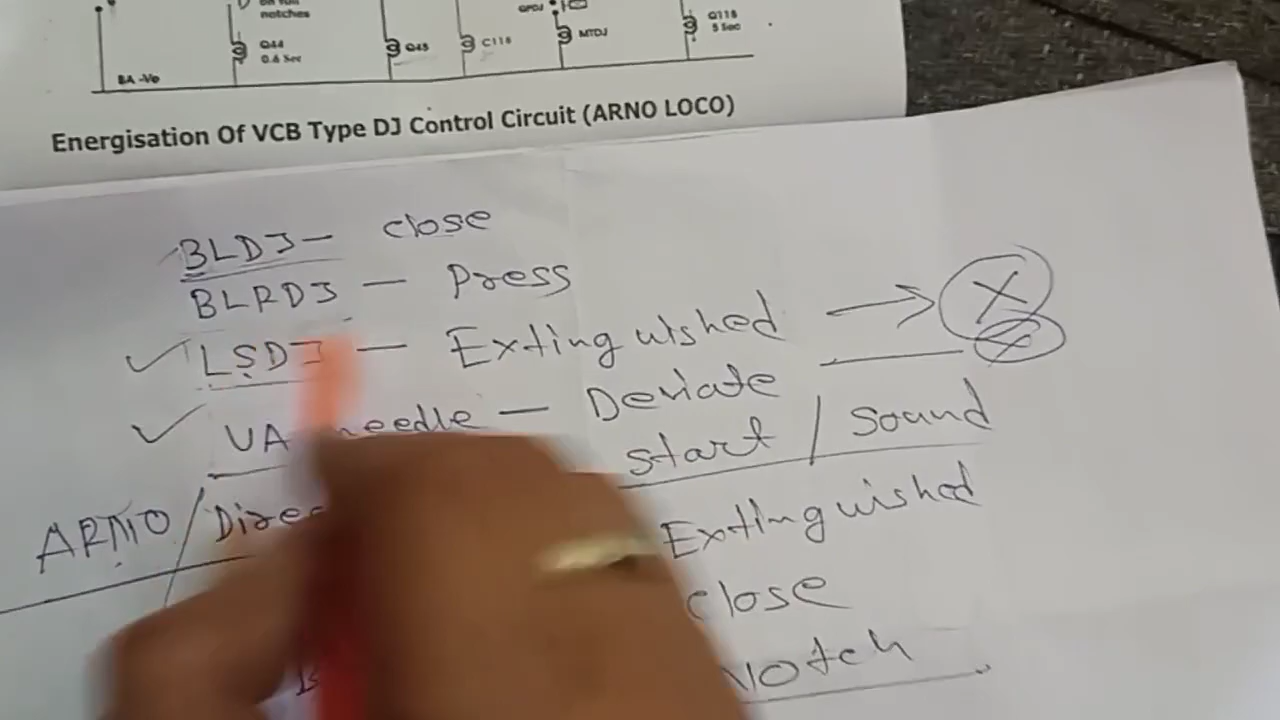 notches
Q44
0.6 Sec
Q45
C118
QPDJ
MTDJ
Q118
5 Sec
BA -Ve
Energisation Of VCB Type DJ Control Circuit (ARNO LOCO)
BLDJ - close
BLRDJ - Press
LSDJ - Extinguished
UA needle - Deviate
start / Sound
ARNO /
Extinguished
close
Notch